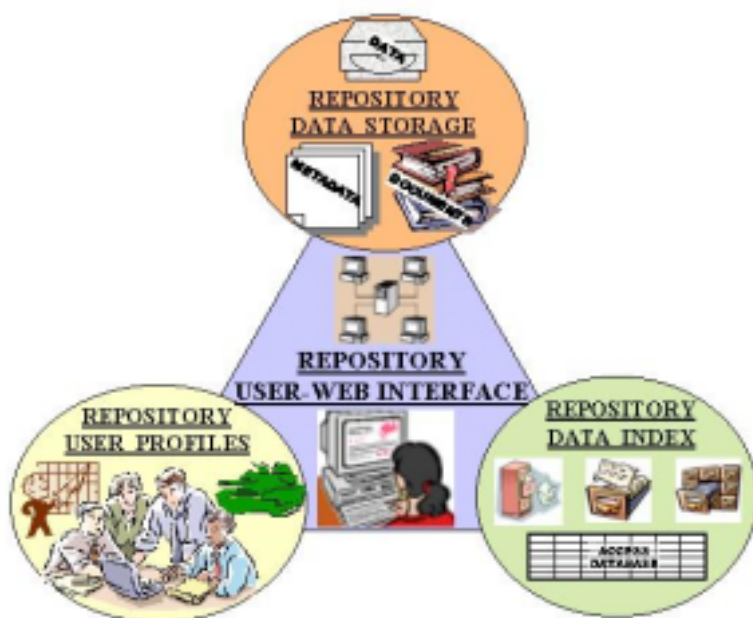 DATA
REPOSITORY
DATA STORAGE
METADATA
DOCUMENTS
REPOSITORY
USER-WEB INTERFACE
REPOSITORY
USER PROFILES
REPOSITORY
DATA INDEX
ACCESS
DATABASE